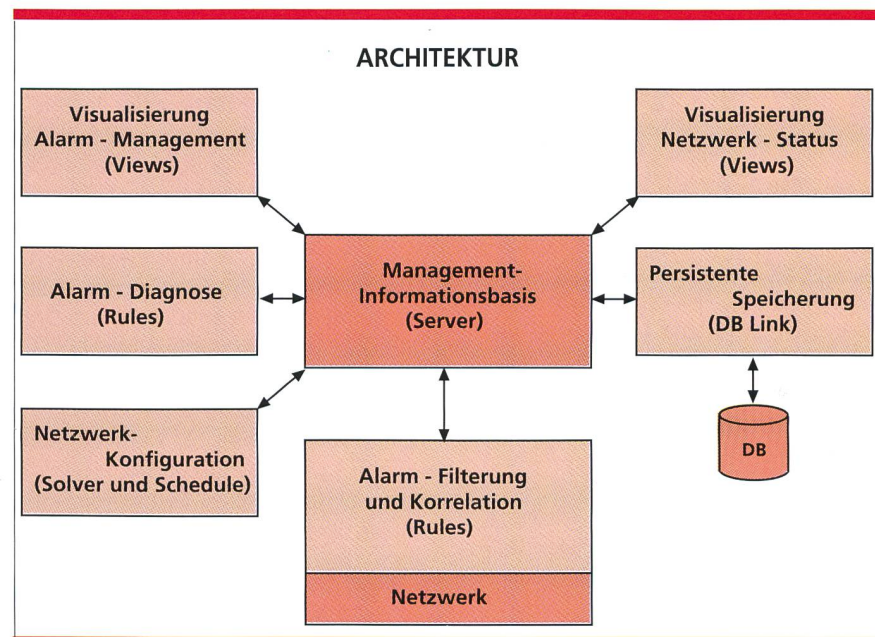 ARCHITEKTUR
Visualisierung
Alarm - Management
(Views)
Visualisierung
Netzwerk - Status
(Views)
Management-
Informationsbasis
(Server)
Alarm - Diagnose
(Rules)
Persistente
Speicherung
(DB Link)
Netzwerk-
Konfiguration
(Solver und Schedule)
Alarm - Filterung
und Korrelation
(Rules)
DB
Netzwerk